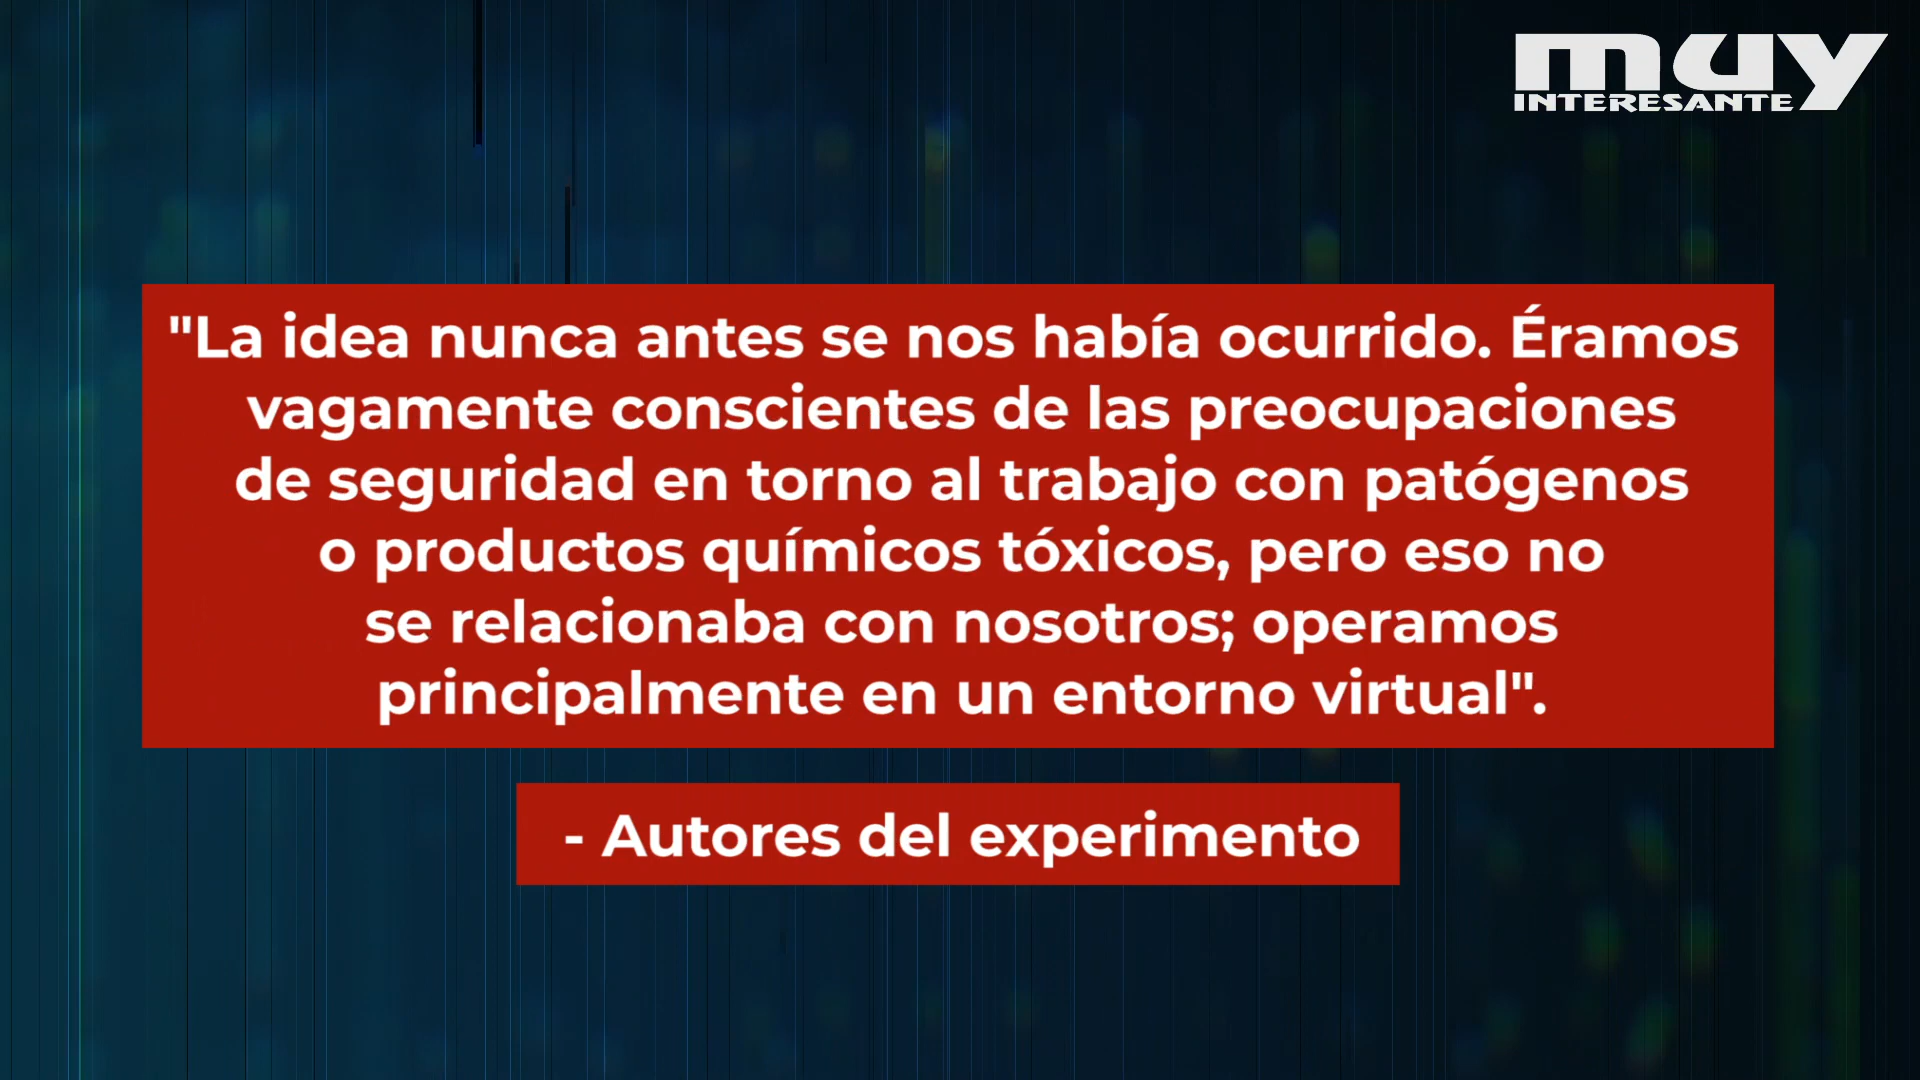 muy
INTERESANTE
"La idea nunca antes se nos había ocurrido. Éramos
vagamente conscientes de las preocupaciones
de seguridad en torno al trabajo con patógenos
o productos químicos tóxicos, pero eso no
se relacionaba con nosotros; operamos
principalmente en un entorno virtual".
- Autores del experimento